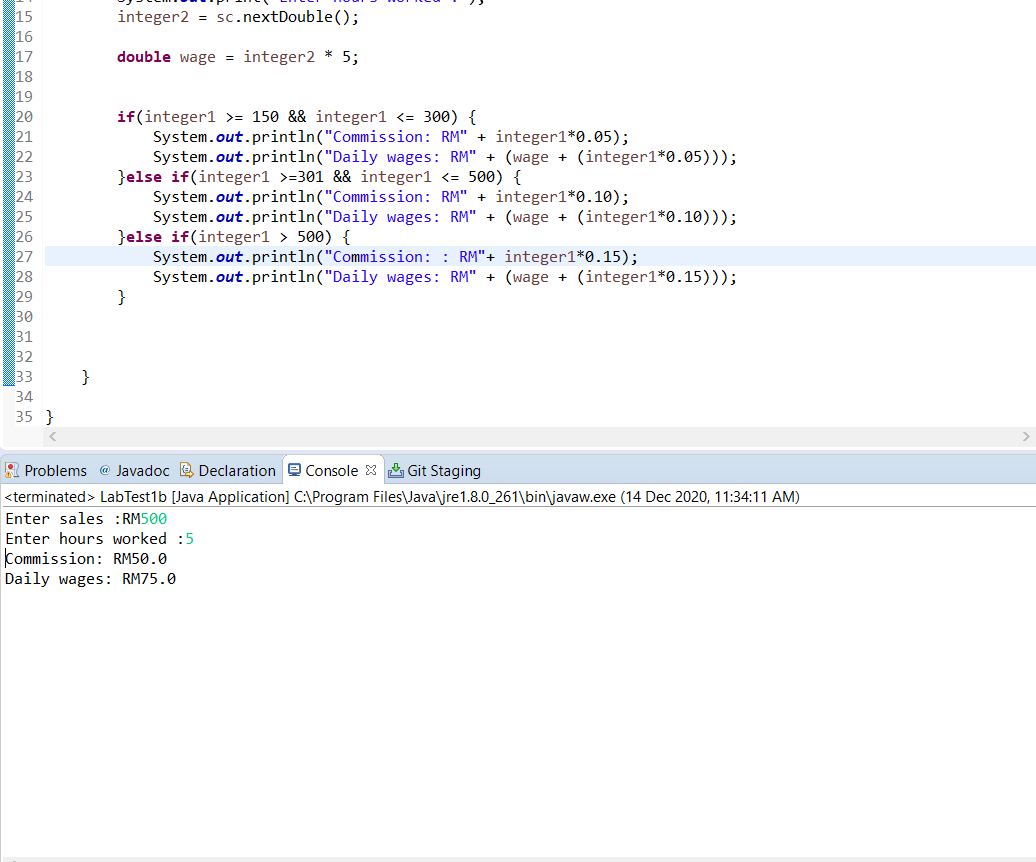 15 integer2 = sc.nextDouble();
16
17 double wage = integer2 * 5;
18
19
20 if(integer1 >= 150 && integer1 <= 300) {
21 System.out.println("Commission: RM" + integer1*0.05);
22 System.out.println("Daily wages: RM" + (wage + (integer1*0.05)));
23 }else if(integer1 >=301 && integer1 <= 500) {
24 System.out.println("Commission: RM" + integer1*0.10);
25 System.out.println("Daily wages: RM" + (wage + (integer1*0.10)));
26 }else if(integer1 > 500) {
27 System.out.println("Commission: : RM"+ integer1*0.15);
28 System.out.println("Daily wages: RM" + (wage + (integer1*0.15)));
29 }
30
31
32
33 }
34
35 }
Problems @ Javadoc Declaration Console Git Staging
<terminated> LabTest1b [Java Application] C:\Program Files\Java\jre1.8.0_261\bin\javaw.exe (14 Dec 2020, 11:34:11 AM)
Enter sales :RM500
Enter hours worked :5
Commission: RM50.0
Daily wages: RM75.0